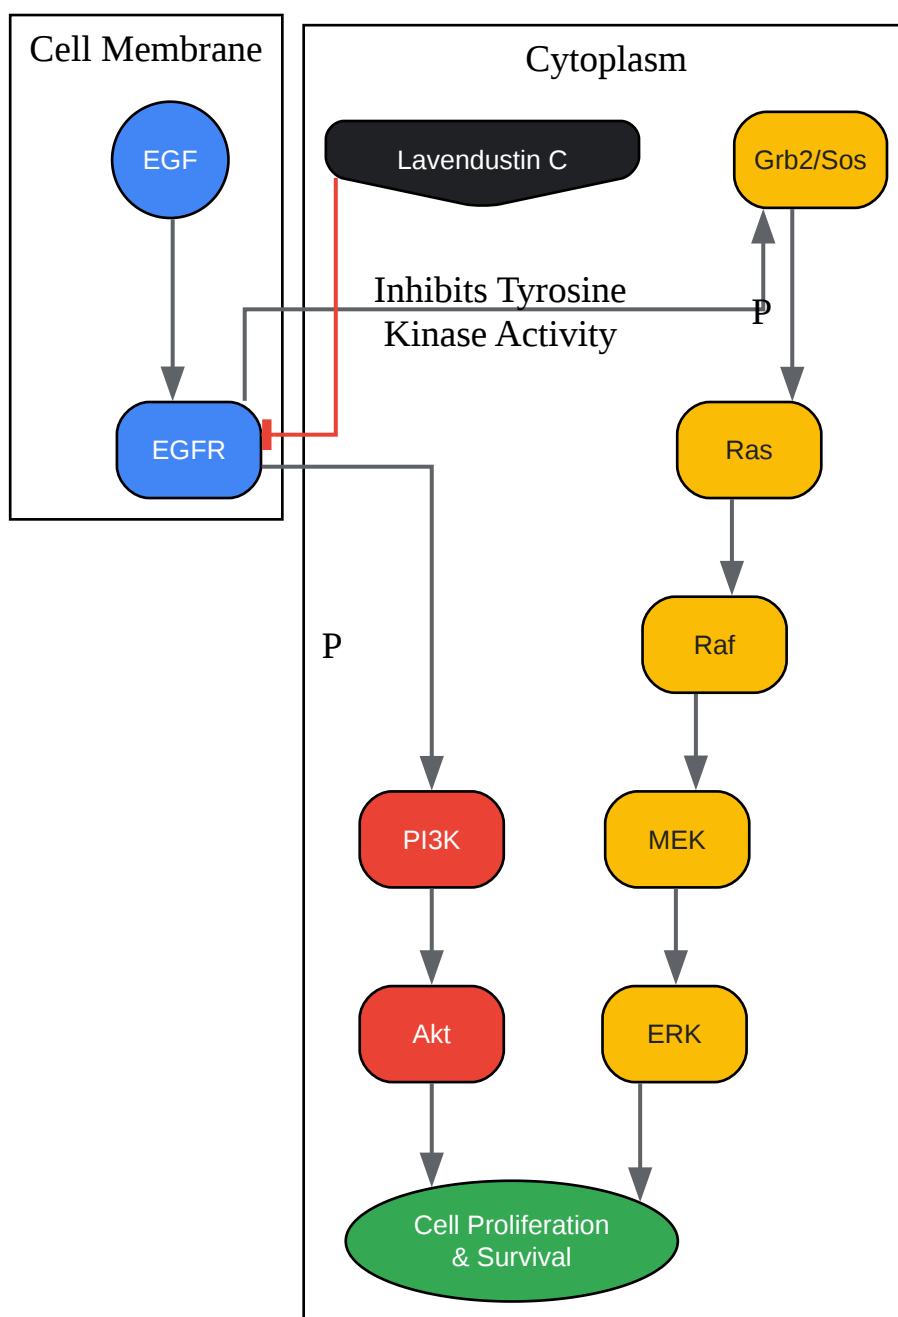 Cell Membrane
Cytoplasm
EGF
Lavendustin C
Grb2/Sos
Inhibits Tyrosine
Kinase Activity
P
EGFR
Ras
P
Raf
PI3K
MEK
Akt
ERK
Cell Proliferation
& Survival